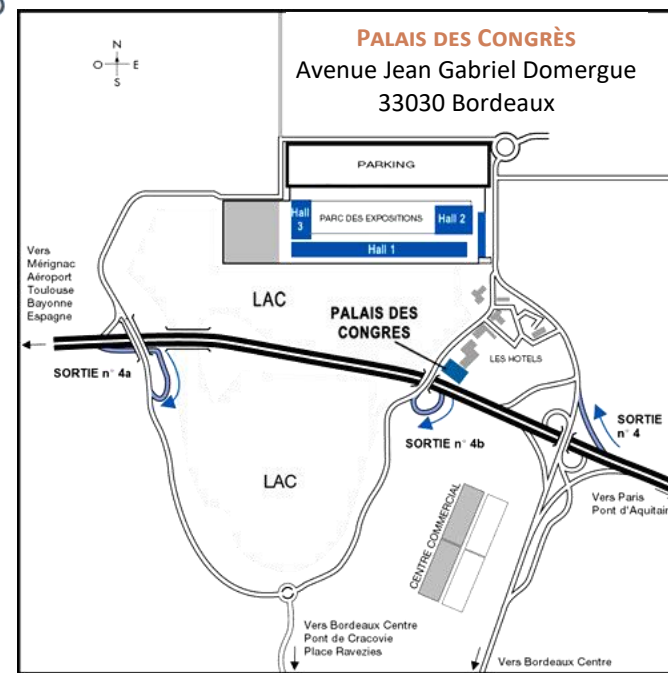 PALAIS DES CONGRÈS
Avenue Jean Gabriel Domergue
33030 Bordeaux
N
O E
S
PARKING
Hall
3
PARC DES EXPOSITIONS
Hall 2
Hall 1
Vers
Mérignac
Aéroport
Toulouse
Bayonne
Espagne
LAC
PALAIS DES
CONGRES
LES HOTELS
SORTIE n° 4a
SORTIE
n° 4
SORTIE n° 4b
LAC
CENTRE COMMERCIAL
Vers Paris
Pont d'Aquitain
Vers Bordeaux Centre
Pont de Cracovie
Place Ravezies
Vers Bordeaux Centre